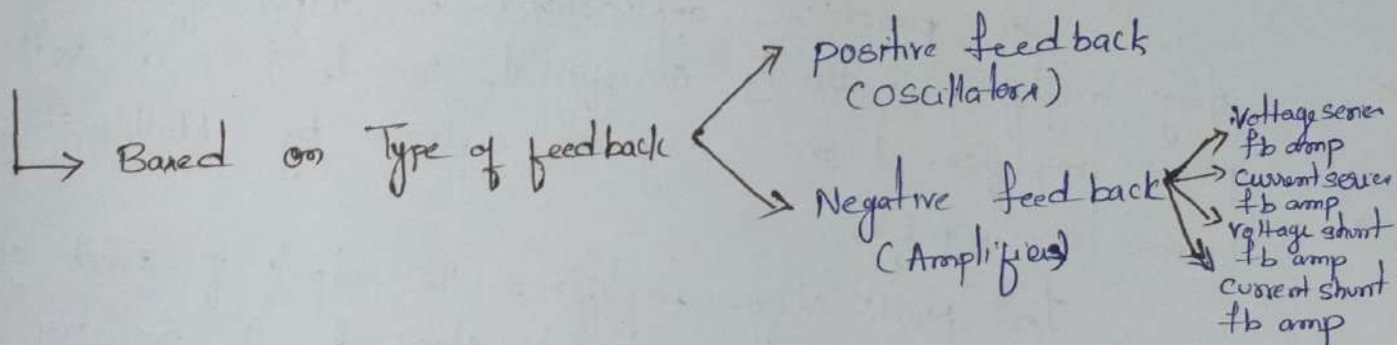 positive feedback
(oscillators)
Based on Type of feedback
Negative feedback
(Amplifiers)
voltage series
fb amp
current series
fb amp
voltage shunt
fb amp
current shunt
fb amp